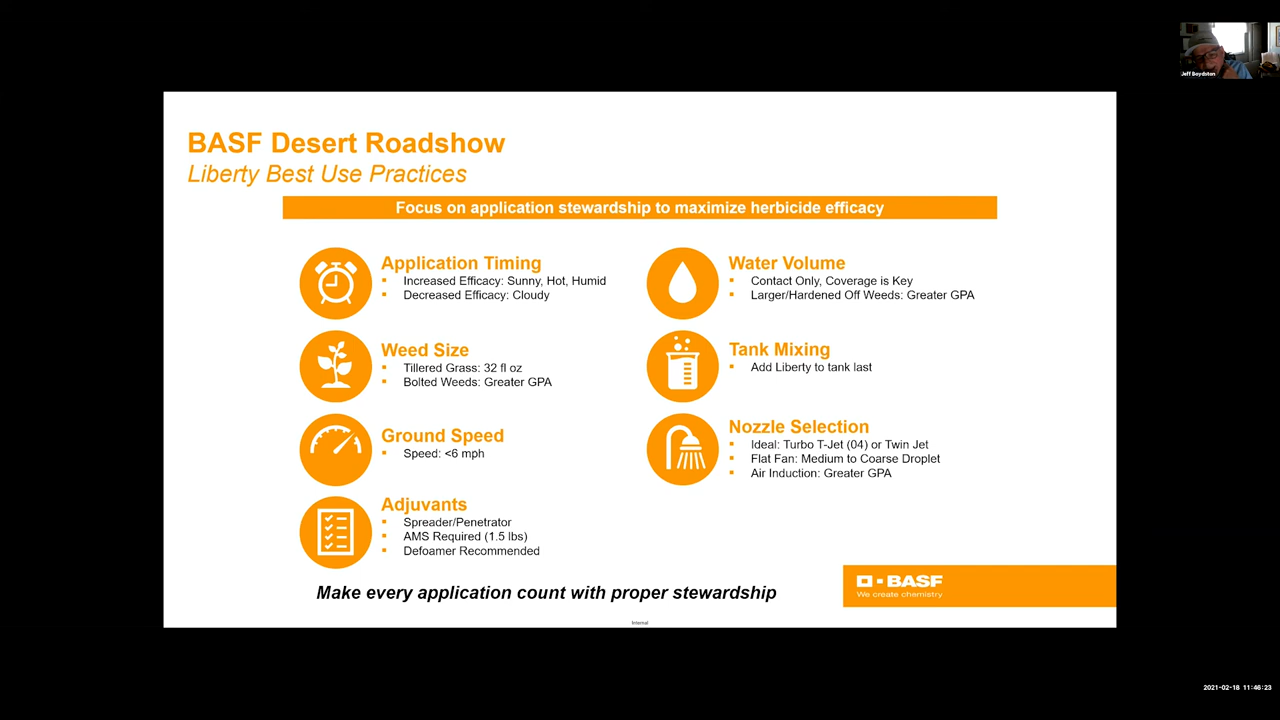 BASF Desert Roadshow
Liberty Best Use Practices
Focus on application stewardship to maximize herbicide efficacy
Application Timing
Increased Efficacy: Sunny, Hot, Humid
Decreased Efficacy: Cloudy
Weed Size
Tillered Grass: 32 fl oz
Bolted Weeds: Greater GPA
Ground Speed
Speed: <6 mph
Adjuvants
Spreader/Penetrator
AMS Required (1.5 lbs)
Defoamer Recommended
Water Volume
Contact Only, Coverage is Key
Larger/Hardened Off Weeds: Greater GPA
Tank Mixing
Add Liberty to tank last
Nozzle Selection
Ideal: Turbo T-Jet (04) or Twin Jet
Flat Fan: Medium to Coarse Droplet
Air Induction: Greater GPA
Make every application count with proper stewardship
BASF
We create chemistry
Internal
Jeff Boydston
2021-02-18 11:46:23